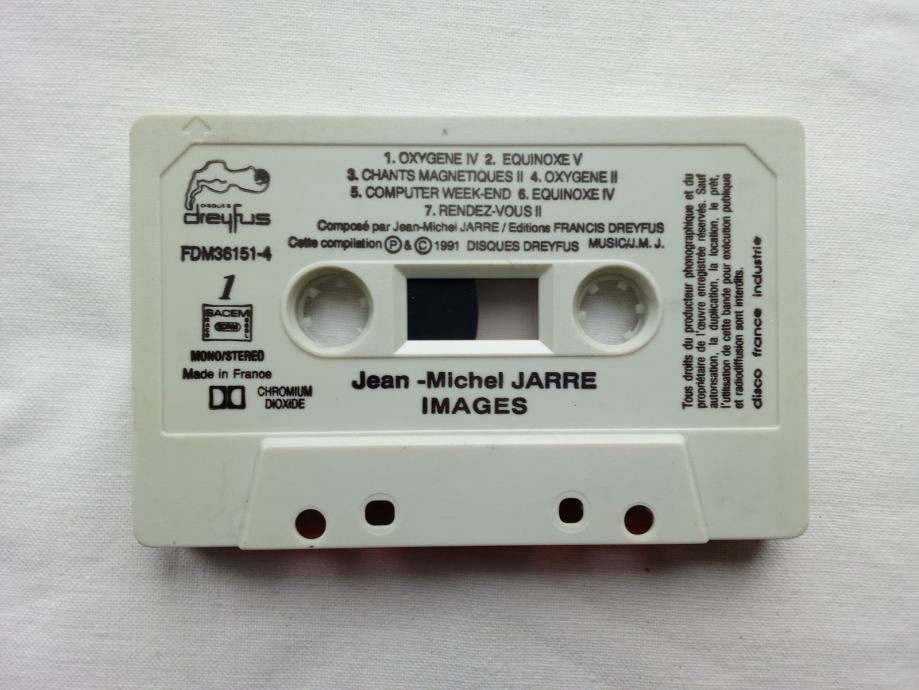 1. OXYGENE IV 2. EQUINOXE V
3. CHANTS MAGNETIQUES II 4. OXYGENE II
5. COMPUTER WEEK-END 6. EQUINOXE IV
7. RENDEZ-VOUS II
Composé par Jean-Michel JARRE / Editions FRANCIS DREYFUS
Cette compilation Ⓟ & © 1991 DISQUES DREYFUS MUSIC/J.M. J.
DISQUES
dreyfus
FDM36151-4
1
SACEM
MONO/STEREO
Made in France
CHROMIUM
DIOXIDE
Jean -Michel JARRE
IMAGES
Tous droits du producteur phonographique et du
propriétaire de l'œuvre enregistrée réservés. Sauf
autorisation, la duplication, la location, le prêt,
l'utilisation de cette bande pour exécution publique
et radiodiffusion sont interdits.
disco france industrie